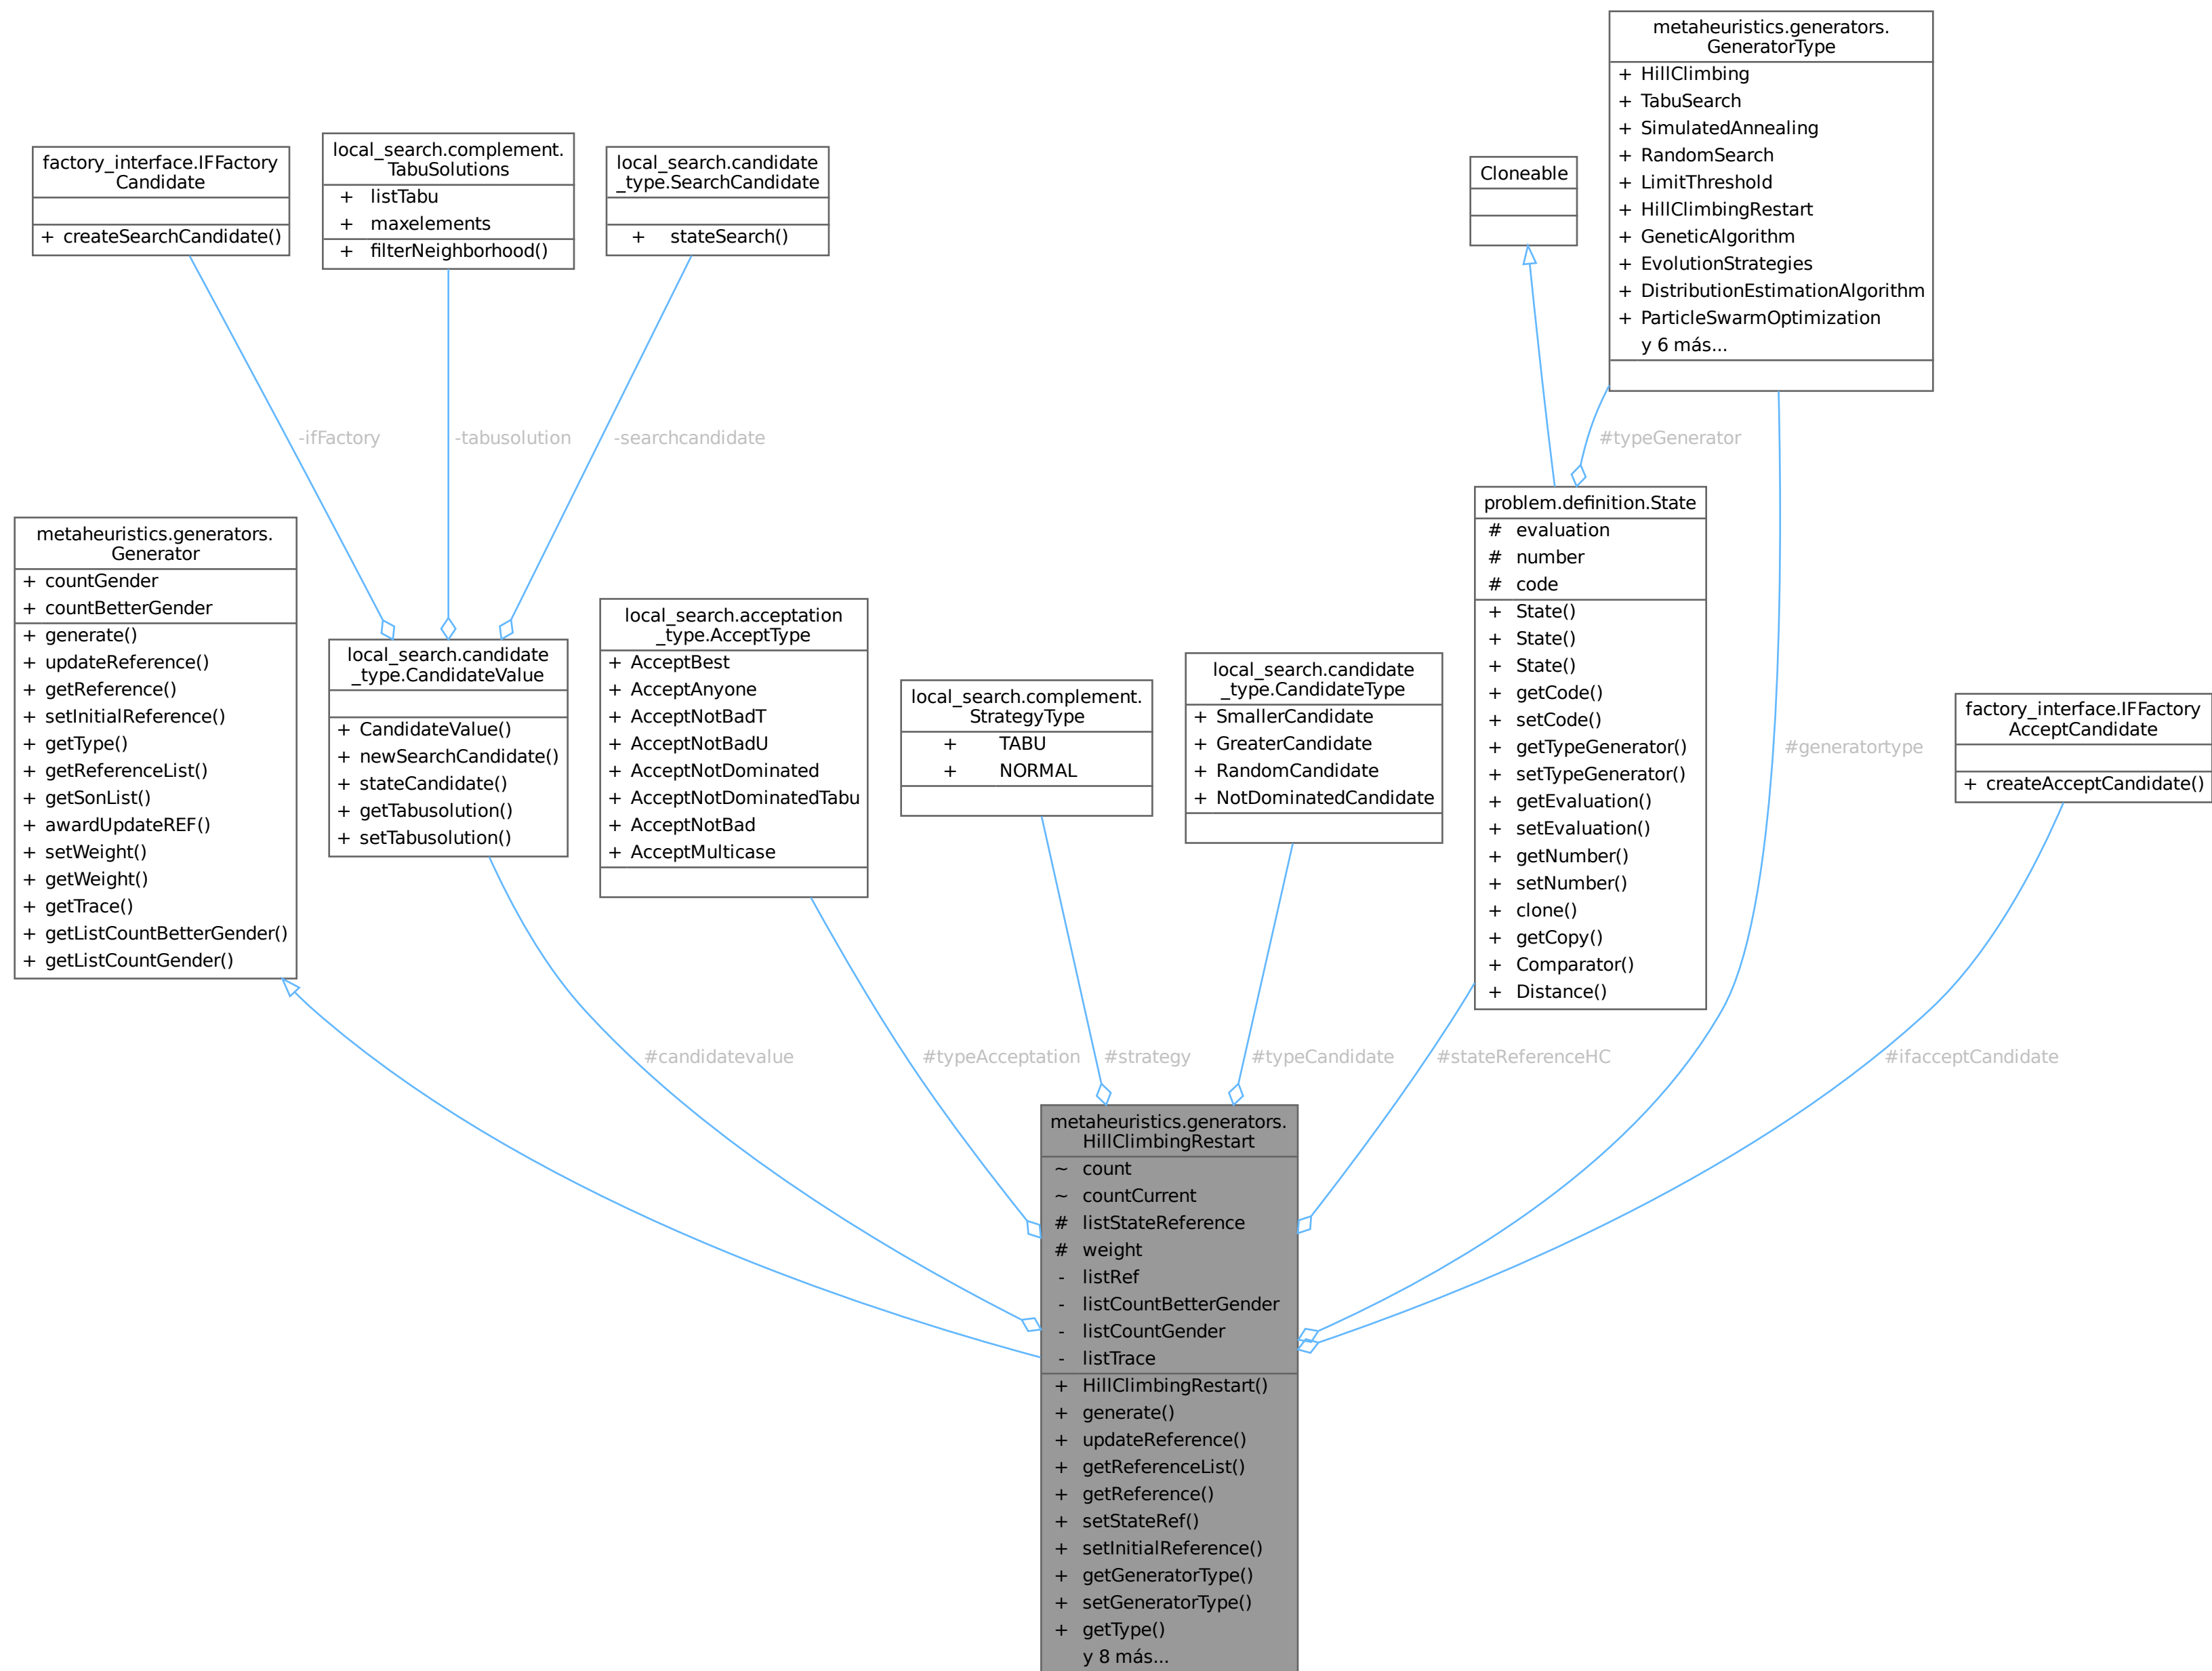 metaheuristics.generators.
GeneratorType
+ HillClimbing
+ TabuSearch
+ SimulatedAnnealing
+ RandomSearch
+ LimitThreshold
+ HillClimbingRestart
+ GeneticAlgorithm
+ EvolutionStrategies
+ DistributionEstimationAlgorithm
+ ParticleSwarmOptimization
y 6 más...
factory_interface.IFFactory
Candidate
+ createSearchCandidate()
local_search.complement.
TabuSolutions
+ listTabu
+ maxelements
+ filterNeighborhood()
local_search.candidate
_type.SearchCandidate
+ stateSearch()
Cloneable
-ifFactory
-tabusolution
-searchcandidate
#typeGenerator
metaheuristics.generators.
Generator
+ countGender
+ countBetterGender
+ generate()
+ updateReference()
+ getReference()
+ setInitialReference()
+ getType()
+ getReferenceList()
+ getSonList()
+ awardUpdateREF()
+ setWeight()
+ getWeight()
+ getTrace()
+ getListCountBetterGender()
+ getListCountGender()
local_search.candidate
_type.CandidateValue
+ CandidateValue()
+ newSearchCandidate()
+ stateCandidate()
+ getTabusolution()
+ setTabusolution()
local_search.acceptation
_type.AcceptType
+ AcceptBest
+ AcceptAnyone
+ AcceptNotBadT
+ AcceptNotBadU
+ AcceptNotDominated
+ AcceptNotDominatedTabu
+ AcceptNotBad
+ AcceptMulticase
local_search.complement.
StrategyType
+ TABU
+ NORMAL
local_search.candidate
_type.CandidateType
+ SmallerCandidate
+ GreaterCandidate
+ RandomCandidate
+ NotDominatedCandidate
problem.definition.State
# evaluation
# number
# code
+ State()
+ State()
+ State()
+ getCode()
+ setCode()
+ getTypeGenerator()
+ setTypeGenerator()
+ getEvaluation()
+ setEvaluation()
+ getNumber()
+ setNumber()
+ clone()
+ getCopy()
+ Comparator()
+ Distance()
#generatortype
factory_interface.IFFactory
AcceptCandidate
+ createAcceptCandidate()
#candidatevalue
#typeAcceptation
#strategy
#typeCandidate
#stateReferenceHC
#ifacceptCandidate
metaheuristics.generators.
HillClimbingRestart
~ count
~ countCurrent
# listStateReference
# weight
- listRef
- listCountBetterGender
- listCountGender
- listTrace
+ HillClimbingRestart()
+ generate()
+ updateReference()
+ getReferenceList()
+ getReference()
+ setStateRef()
+ setInitialReference()
+ getGeneratorType()
+ setGeneratorType()
+ getType()
y 8 más...